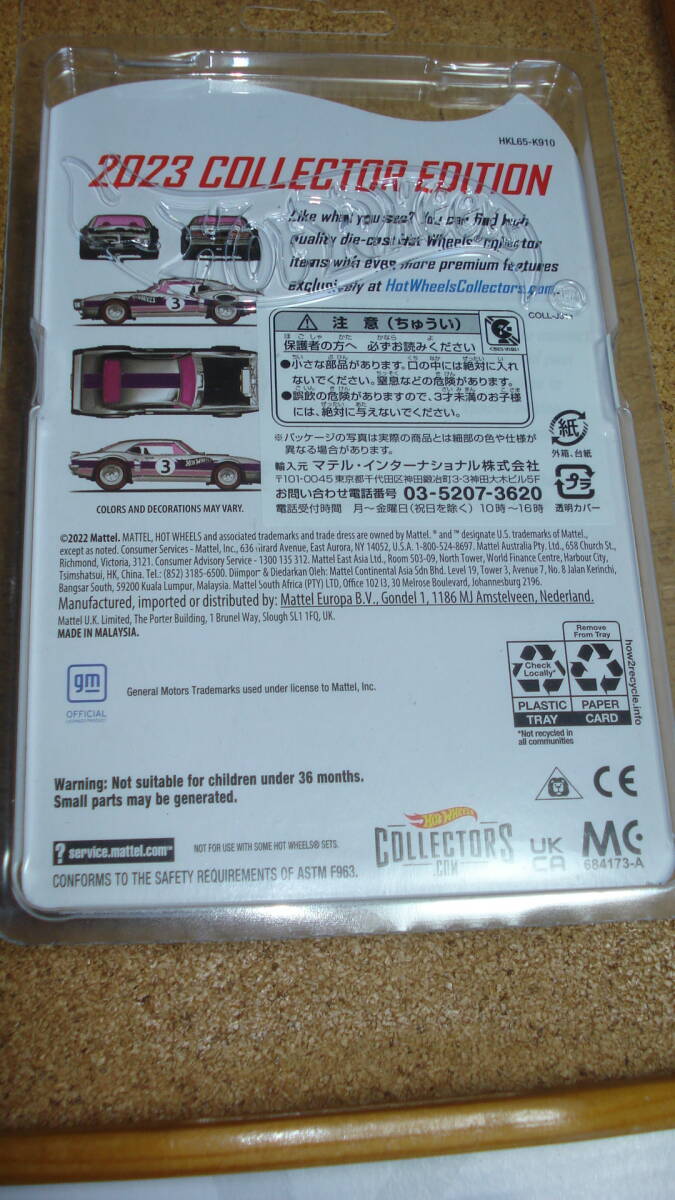 HKL65-K910
2023 COLLECTOR EDITION
Like what you see? You can find high
quality die-cast Hot Wheels collector
items with even more premium features
exclusively at HotWheelsCollectors.com.
3
3
COLORS AND DECORATIONS MAY VARY.
⚠ 注 意 (ちゅうい)
保護者の方へ 必ずお読みください
●小さな部品があります。口の中には絶対に入れ
ないでください。窒息などの危険があります。
●誤飲の危険がありますので、3才未満のお子様
には、絶対に与えないでください。
※パッケージの写真は実際の商品とは細部の色や仕様が
異なる場合があります。
輸入元 マテル・インターナショナル株式会社
〒101-0045 東京都千代田区神田鍛冶町3-3神田大木ビル5F
お問い合わせ電話番号 03-5207-3620
電話受付時間 月~金曜日(祝日を除く) 10時~16時
紙
外箱、台紙
プラ
透明カバー
©2022 Mattel. MATTEL, HOT WHEELS and associated trademarks and trade dress are owned by Mattel. ® and ™ designate U.S. trademarks of Mattel,
except as noted. Consumer Services - Mattel, Inc., 636 Girard Avenue, East Aurora, NY 14052, U.S.A. 1-800-524-8697. Mattel Australia Pty. Ltd., 658 Church St.,
Richmond, Victoria, 3121. Consumer Advisory Service - 1300 135 312. Mattel East Asia Ltd., Room 503-09, North Tower, World Finance Centre, Harbour City,
Tsimshatsui, HK, China. Tel.: (852) 3185-6500. Diimport & Diedarkan Oleh: Mattel Continental Asia Sdn Bhd. Level 19, Tower 3, Avenue 7, No. 8 Jalan Kerinchi,
Bangsar South, 59200 Kuala Lumpur, Malaysia. Mattel South Africa (PTY) LTD, Office 102 I3, 30 Melrose Boulevard, Johannesburg 2196.
Manufactured, imported or distributed by: Mattel Europa B.V., Gondel 1, 1186 MJ Amstelveen, Nederland.
Mattel U.K. Limited, The Porter Building, 1 Brunel Way, Slough SL1 1FQ, UK.
MADE IN MALAYSIA.
gm
OFFICIAL
LICENSED PRODUCT
General Motors Trademarks used under license to Mattel, Inc.
Remove
From Tray
Check
Locally*
PLASTIC PAPER
TRAY CARD
*Not recycled in
all communities
how2recycle.info
Warning: Not suitable for children under 36 months.
Small parts may be generated.
CE
? service.mattel.com™
NOT FOR USE WITH SOME HOT WHEELS® SETS.
CONFORMS TO THE SAFETY REQUIREMENTS OF ASTM F963.
HOT WHEELS
COLLECTORS
.COM
UK
CA
MC
684173-A